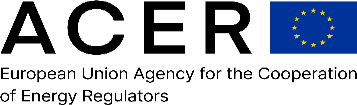 ACER
European Union Agency for the Cooperation
of Energy Regulators